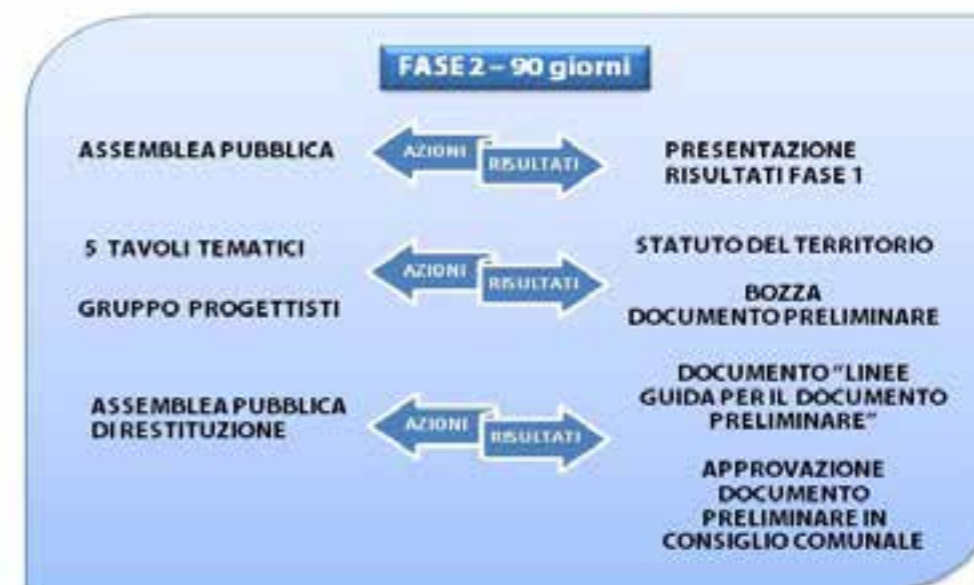 FASE 2 – 90 giorni
ASSEMBLEA PUBBLICA
AZIONI
RISULTATI
PRESENTAZIONE
RISULTATI FASE 1
5 TAVOLI TEMATICI
GRUPPO PROGETTISTI
AZIONI
RISULTATI
STATUTO DEL TERRITORIO
BOZZA
DOCUMENTO PRELIMINARE
ASSEMBLEA PUBBLICA
DI RESTITUZIONE
AZIONI
RISULTATI
DOCUMENTO "LINEE
GUIDA PER IL DOCUMENTO
PRELIMINARE"
APPROVAZIONE
DOCUMENTO
PRELIMINARE IN
CONSIGLIO COMUNALE